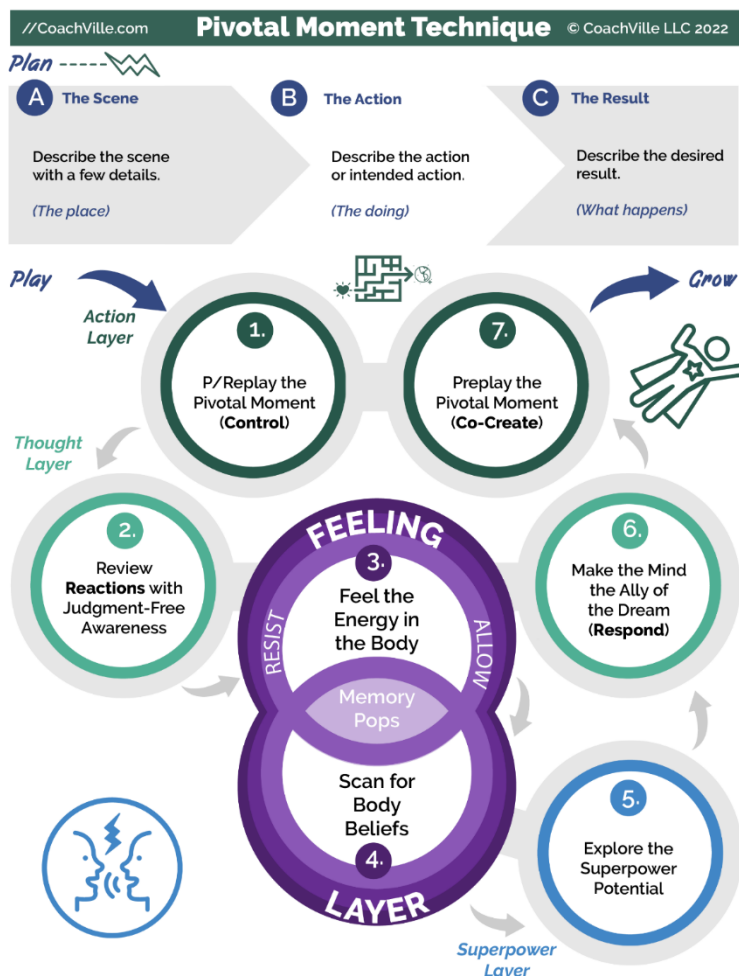 //CoachVille.com
Pivotal Moment Technique
© CoachVille LLC 2022
Plan
A
The Scene
Describe the scene
with a few details.
(The place)
B
The Action
Describe the action
or intended action.
(The doing)
C
The Result
Describe the desired
result.
(What happens)
Play
Grow
Action
Layer
1.
P/Replay the
Pivotal Moment
(Control)
7.
Preplay the
Pivotal Moment
(Co-Create)
Thought
Layer
2.
Review
Reactions with
Judgment-Free
Awareness
FEELING
3.
Feel the
Energy in
the Body
RESIST
ALLOW
Memory
Pops
Scan for
Body
Beliefs
4.
LAYER
6.
Make the Mind
the Ally of
the Dream
(Respond)
5.
Explore the
Superpower
Potential
Superpower
Layer